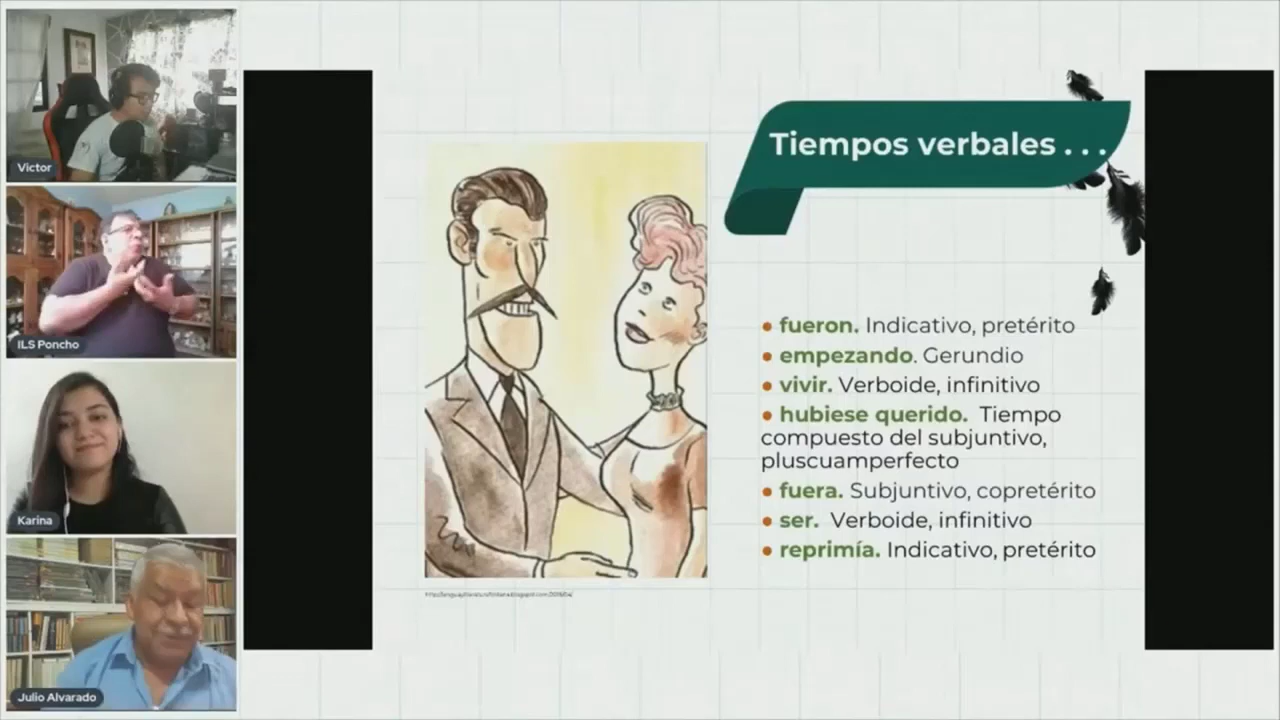 Victor
ILS Poncho
Karina
Julio Alvarado
Tiempos verbales . . .
• fueron. Indicativo, pretérito
• empezando. Gerundio
• vivir. Verboide, infinitivo
• hubiese querido. Tiempo
compuesto del subjuntivo,
pluscuamperfecto
• fuera. Subjuntivo, copretérito
• ser. Verboide, infinitivo
• reprimía. Indicativo, pretérito